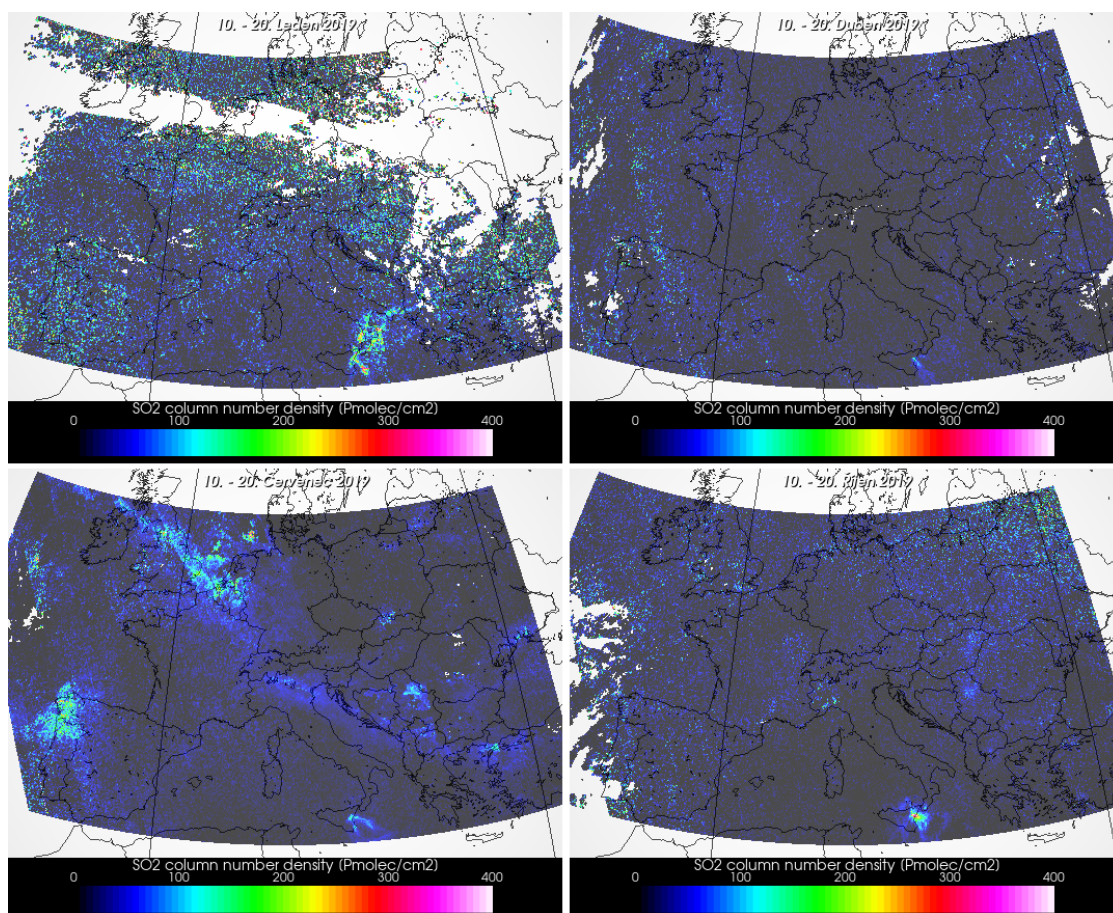 10. - 20. Leden 2019
10. - 20. Duben 2019
SO2 column number density [Pmolec/cm2]
0 100 200 300 400
SO2 column number density [Pmolec/cm2]
0 100 200 300 400
10. - 20. Červenec 2019
10. - 20. Říjen 2019
SO2 column number density [Pmolec/cm2]
0 100 200 300 400
SO2 column number density [Pmolec/cm2]
0 100 200 300 400